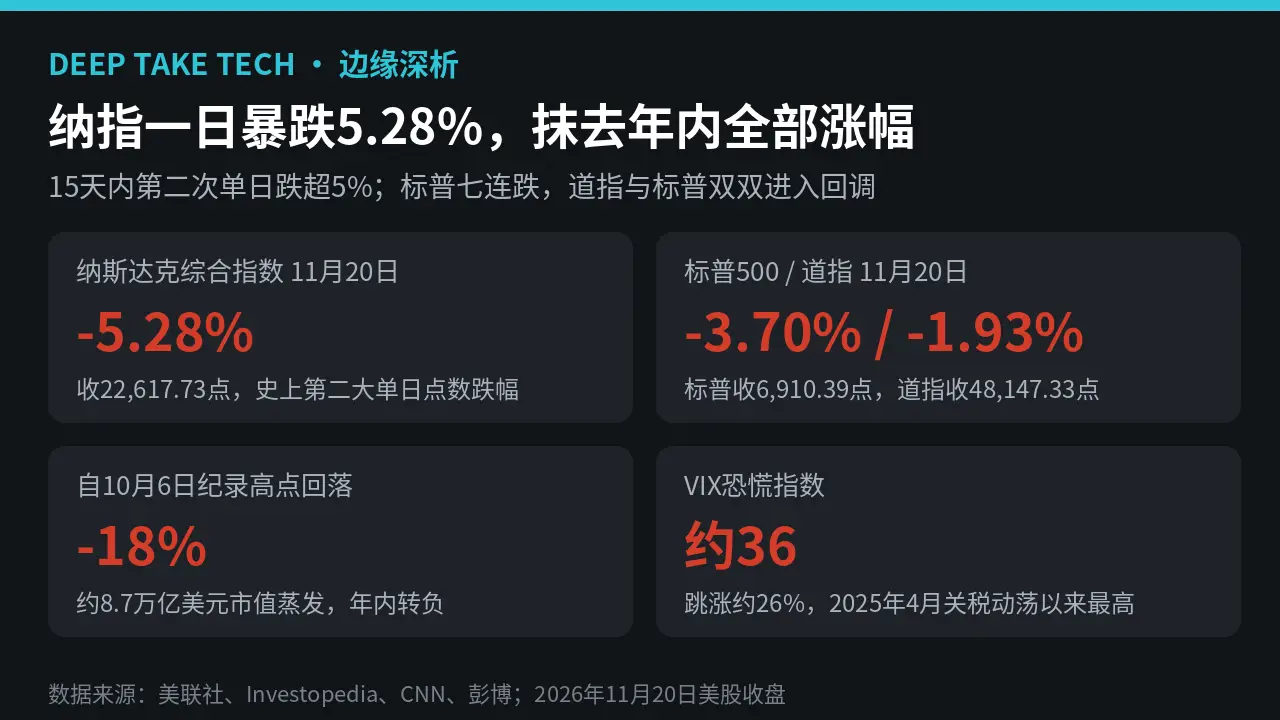 DEEP TAKE TECH · 边缘深析
纳指一日暴跌5.28%，抹去年内全部涨幅
15天内第二次单日跌超5%；标普七连跌，道指与标普双双进入回调
纳斯达克综合指数 11月20日
-5.28%
收22,617.73点，史上第二大单日点数跌幅
标普500 / 道指 11月20日
-3.70% / -1.93%
标普收6,910.39点，道指收48,147.33点
自10月6日纪录高点回落
-18%
约8.7万亿美元市值蒸发，年内转负
VIX恐慌指数
约36
跳涨约26%，2025年4月关税动荡以来最高
数据来源：美联社、Investopedia、CNN、彭博；2026年11月20日美股收盘